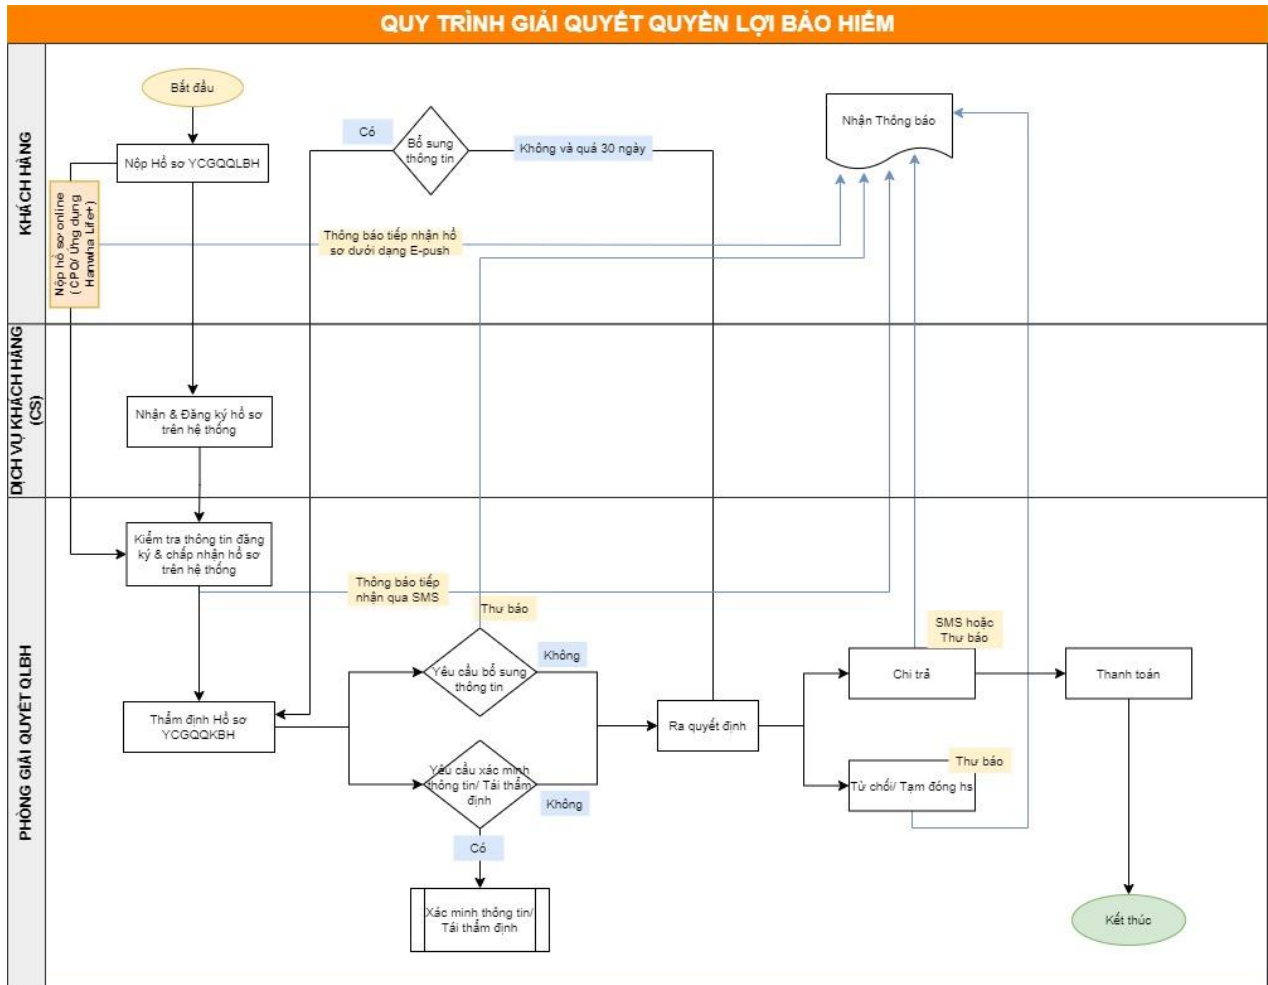 QUY TRÌNH GIẢI QUYẾT QUYỀN LỢI BẢO HIỂM
KHÁCH HÀNG
Bắt đầu
Nộp Hồ sơ YCGQQLBH
Nộp hồ sơ online
( CPO/ Ứng dụng
Hanwha Life+)
Có
Bổ sung
thông tin
Không và quá 30 ngày
Nhận Thông báo
Thông báo tiếp nhận hồ
sơ dưới dạng E-push
DỊCH VỤ KHÁCH HÀNG
(CS)
Nhận & Đăng ký hồ sơ
trên hệ thống
PHÒNG GIẢI QUYẾT QLBH
Kiểm tra thông tin đăng
ký & chấp nhận hồ sơ
trên hệ thống
Thông báo tiếp
nhận qua SMS
Thư báo
Yêu cầu bổ sung
thông tin
Không
Thẩm định Hồ sơ
YCGQQKBH
Yêu cầu xác minh
thông tin/ Tái thẩm
định
Không
Có
Xác minh thông tin/
Tái thẩm định
Ra quyết định
SMS hoặc
Thư báo
Chi trả
Thanh toán
Thư báo
Từ chối/ Tạm đóng hs
Kết thúc